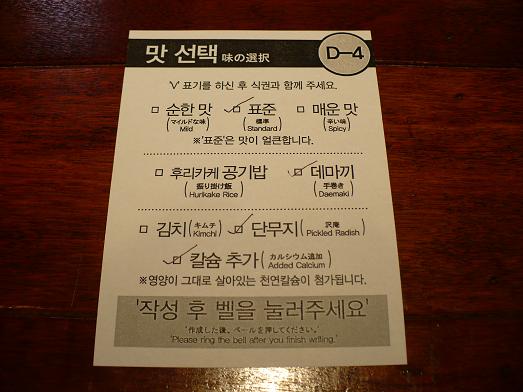 맛 선택 味の選択 D-4
'V' 표기를 하신 후 식권과 함께 주세요.
□ 순한 맛 (マイルドな味 Mild) □ 표준 (標準 Standard) □ 매운 맛 (辛い味 Spicy)
※'표준'은 맛이 얼큰합니다.
□ 후리카케 공기밥 (振り掛け飯 Hurikake Rice) □ 데마끼 (手巻き Daemaki)
□ 김치 (キムチ Kimchi) □ 단무지 (沢庵 Pickled Radish)
□ 칼슘 추가 (カルシウム追加 Added Calcium)
※영양이 그대로 살아있는 천연칼슘이 첨가됩니다.
'작성 후 벨을 눌러주세요'
'作成した後、ベールを押してください。'
'Please ring the bell after you finish writing.'